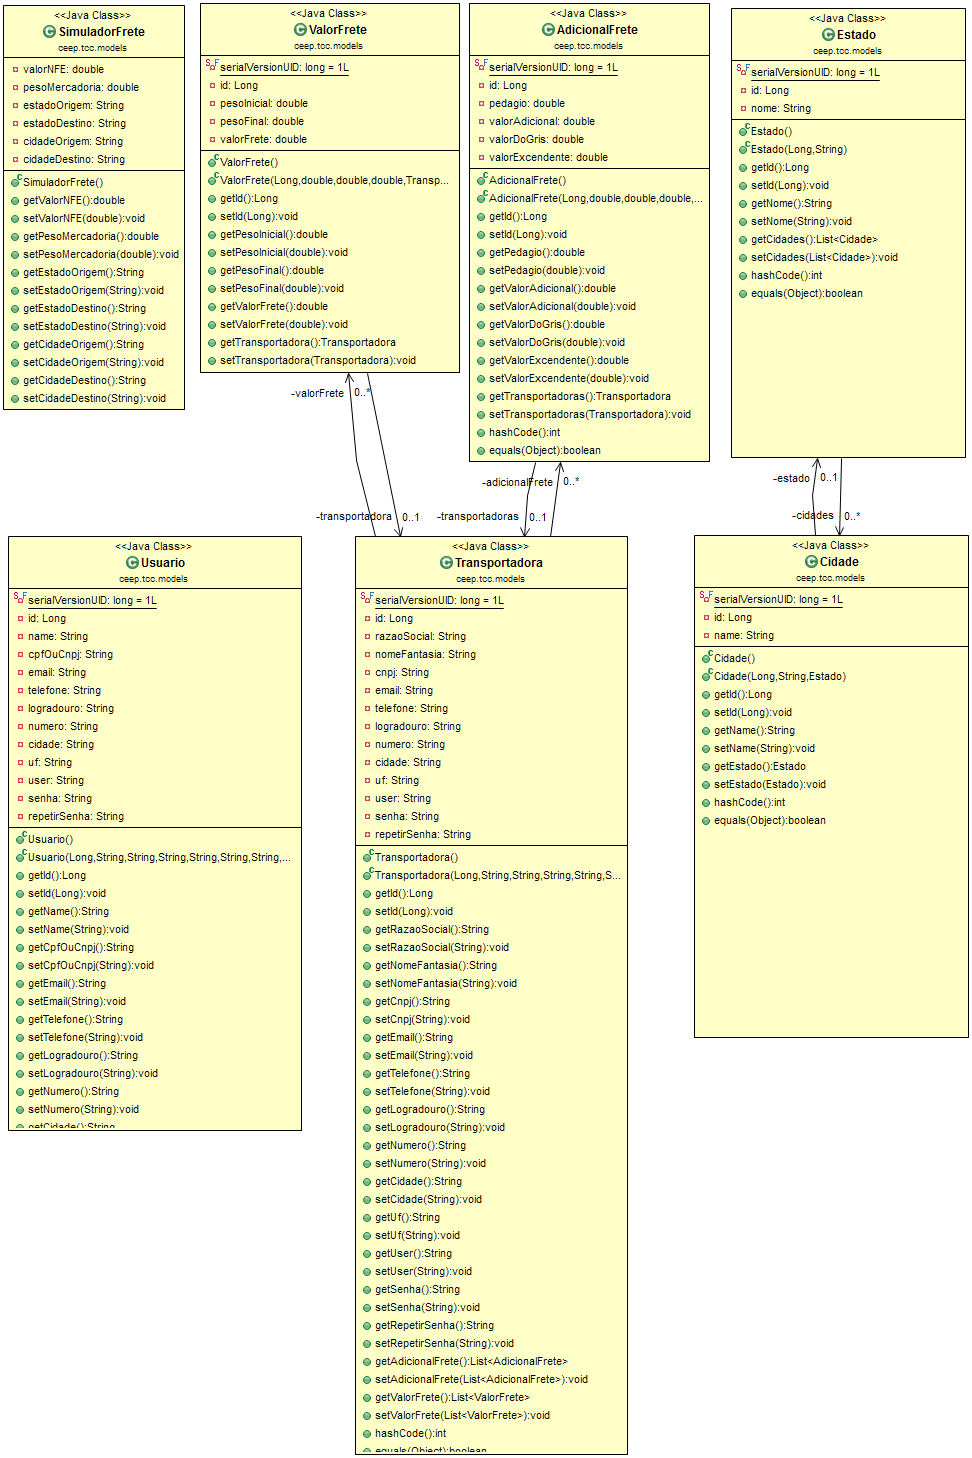 <<Java Class>>
SimuladorFrete
ceep.tcc.models
valorNFE: double
pesoMercadoria: double
estadoOrigem: String
estadoDestino: String
cidadeOrigem: String
cidadeDestino: String
SimuladorFrete()
getValorNFE():double
setValorNFE(double):void
getPesoMercadoria():double
setPesoMercadoria(double):void
getEstadoOrigem():String
setEstadoOrigem(String):void
getEstadoDestino():String
setEstadoDestino(String):void
getCidadeOrigem():String
setCidadeOrigem(String):void
getCidadeDestino():String
setCidadeDestino(String):void
<<Java Class>>
ValorFrete
ceep.tcc.models
serialVersionUID: long = 1L
id: Long
pesoInicial: double
pesoFinal: double
valorFrete: double
ValorFrete()
ValorFrete(Long,double,double,double,Transp...
getId():Long
setId(Long):void
getPesoInicial():double
setPesoInicial(double):void
getPesoFinal():double
setPesoFinal(double):void
getValorFrete():double
setValorFrete(double):void
getTransportadora():Transportadora
setTransportadora(Transportadora):void
<<Java Class>>
AdicionalFrete
ceep.tcc.models
serialVersionUID: long = 1L
id: Long
pedagio: double
valorAdicional: double
valorDoGris: double
valorExcendente: double
AdicionalFrete()
AdicionalFrete(Long,double,double,double,...
getId():Long
setId(Long):void
getPedagio():double
setPedagio(double):void
getValorAdicional():double
setValorAdicional(double):void
getValorDoGris():double
setValorDoGris(double):void
getValorExcendente():double
setValorExcendente(double):void
getTransportadoras():Transportadora
setTransportadoras(Transportadora):void
hashCode():int
equals(Object):boolean
<<Java Class>>
Estado
ceep.tcc.models
serialVersionUID: long = 1L
id: Long
nome: String
Estado()
Estado(Long,String)
getId():Long
setId(Long):void
getNome():String
setNome(String):void
getCidades():List<Cidade>
setCidades(List<Cidade>):void
hashCode():int
equals(Object):boolean
-valorFrete 0..*
-transportadora 0..1
-adicionalFrete 0..*
-transportadoras 0..1
-estado 0..1
-cidades 0..*
<<Java Class>>
Usuario
ceep.tcc.models
serialVersionUID: long = 1L
id: Long
name: String
cpfOuCnpj: String
email: String
telefone: String
logradouro: String
numero: String
cidade: String
uf: String
user: String
senha: String
repetirSenha: String
Usuario()
Usuario(Long,String,String,String,String,String,String,...
getId():Long
setId(Long):void
getName():String
setName(String):void
getCpfOuCnpj():String
setCpfOuCnpj(String):void
getEmail():String
setEmail(String):void
getTelefone():String
setTelefone(String):void
getLogradouro():String
setLogradouro(String):void
getNumero():String
setNumero(String):void
getCidade():String
<<Java Class>>
Transportadora
ceep.tcc.models
serialVersionUID: long = 1L
id: Long
razaoSocial: String
nomeFantasia: String
cnpj: String
email: String
telefone: String
logradouro: String
numero: String
cidade: String
uf: String
user: String
senha: String
repetirSenha: String
Transportadora()
Transportadora(Long,String,String,String,String,S...
getId():Long
setId(Long):void
getRazaoSocial():String
setRazaoSocial(String):void
getNomeFantasia():String
setNomeFantasia(String):void
getCnpj():String
setCnpj(String):void
getEmail():String
setEmail(String):void
getTelefone():String
setTelefone(String):void
getLogradouro():String
setLogradouro(String):void
getNumero():String
setNumero(String):void
getCidade():String
setCidade(String):void
getUf():String
setUf(String):void
getUser():String
setUser(String):void
getSenha():String
setSenha(String):void
getRepetirSenha():String
setRepetirSenha(String):void
getAdicionalFrete():List<AdicionalFrete>
setAdicionalFrete(List<AdicionalFrete>):void
getValorFrete():List<ValorFrete>
setValorFrete(List<ValorFrete>):void
hashCode():int
equals(Object):boolean
<<Java Class>>
Cidade
ceep.tcc.models
serialVersionUID: long = 1L
id: Long
name: String
Cidade()
Cidade(Long,String,Estado)
getId():Long
setId(Long):void
getName():String
setName(String):void
getEstado():Estado
setEstado(Estado):void
hashCode():int
equals(Object):boolean